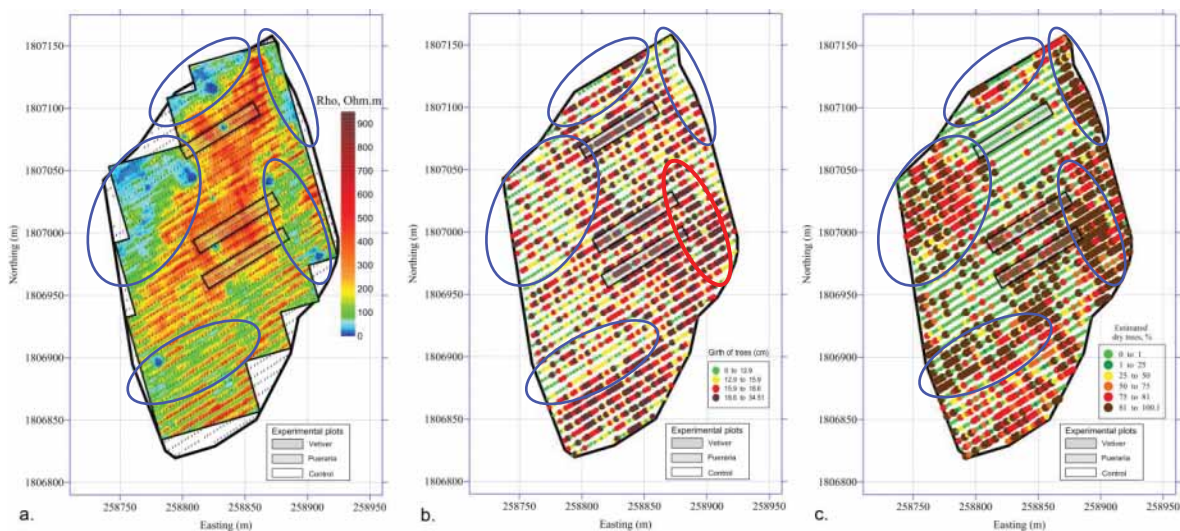 1807150
1807100
1807050
1807000
1806950
1806900
1806850
1806800
Northing (m)
Rho, Ohm.m
900
800
700
600
500
400
300
200
100
0
Experimental plots
Vetiver
Pueraria
Control
258750 258800 258850 258900 258950
Easting (m)
a.
1807150
1807100
1807050
1807000
1806950
1806900
1806850
1806800
Northing (m)
Girth of trees (cm)
0 to 12.9
12.9 to 15.9
15.9 to 18.6
18.6 to 34.51
Experimental plots
Vetiver
Pueraria
Control
258750 258800 258850 258900 258950
Easting (m)
b.
1807150
1807100
1807050
1807000
1806950
1806900
1806850
1806800
Northing (m)
Estimated
dry trees, %
0 to 1
1 to 25
25 to 50
50 to 75
75 to 81
81 to 100.1
Experimental plots
Vetiver
Pueraria
Control
258750 258800 258850 258900 258950
Easting (m)
c.